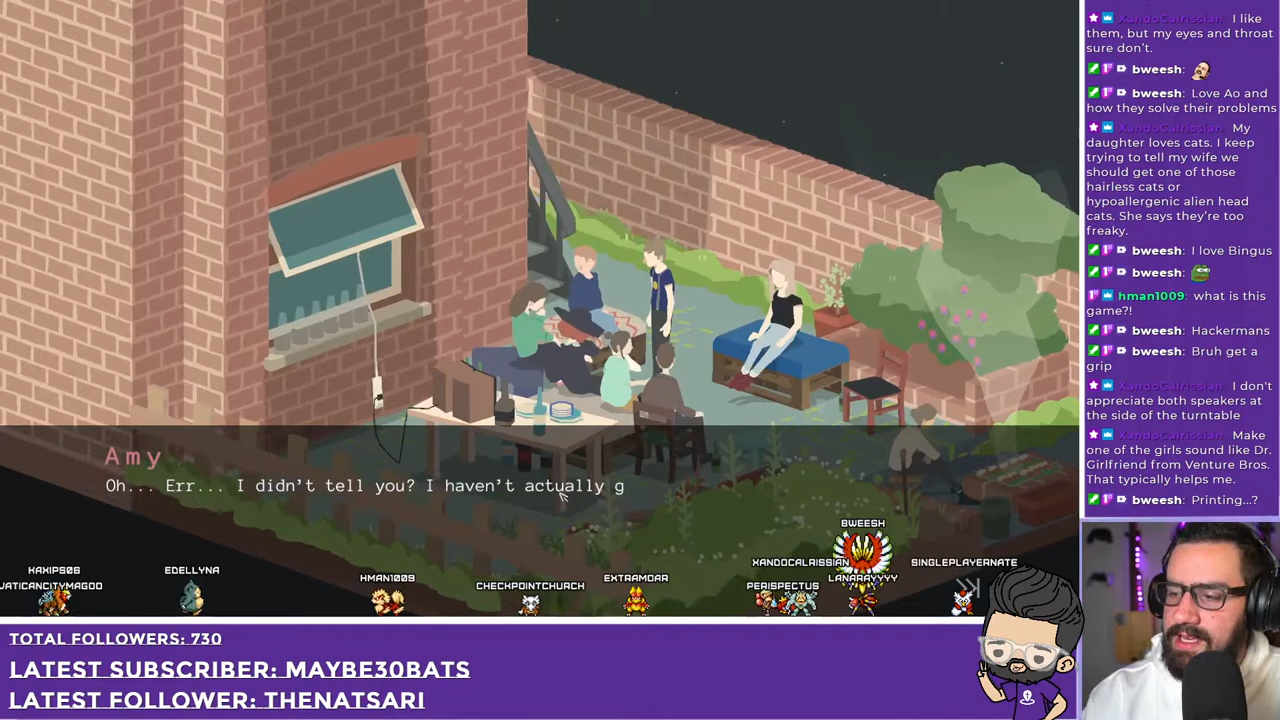 XandoCalrissian I like
them, but my eyes and throat
sure don't.
bweesh:
bweesh: Love Ao and
how they solve their problems
XandoCalrissian My
daughter loves cats. I keep
trying to tell my wife we
should get one of those
hairless cats or
hypoallergenic alien head
cats. She says they're too
freaky.
bweesh: I love Bingus
bweesh:
hman1009: what is this
game?!
bweesh: Hackermans
bweesh: Bruh get a
grip
XandoCalrissian I don't
appreciate both speakers at
the side of the turntable
XandoCalrissian Make
one of the girls sound like Dr.
Girlfriend from Venture Bros.
That typically helps me.
bweesh: Printing...?
Amy
Oh... Err... I didn't tell you? I haven't actually g
BWEESH
KAXIPS06
VATICANCITYMAGOO
EDELLYNA
HMAN1009
CHECKPOINTCHURCH
EXTRAMOAR
XANDOCALRISSIAN
PERISPECTUS
LANARAYYYY
SINGLEPLAYERNATE
TOTAL FOLLOWERS: 730
LATEST SUBSCRIBER: MAYBE30BATS
LATEST FOLLOWER: THENATSARI